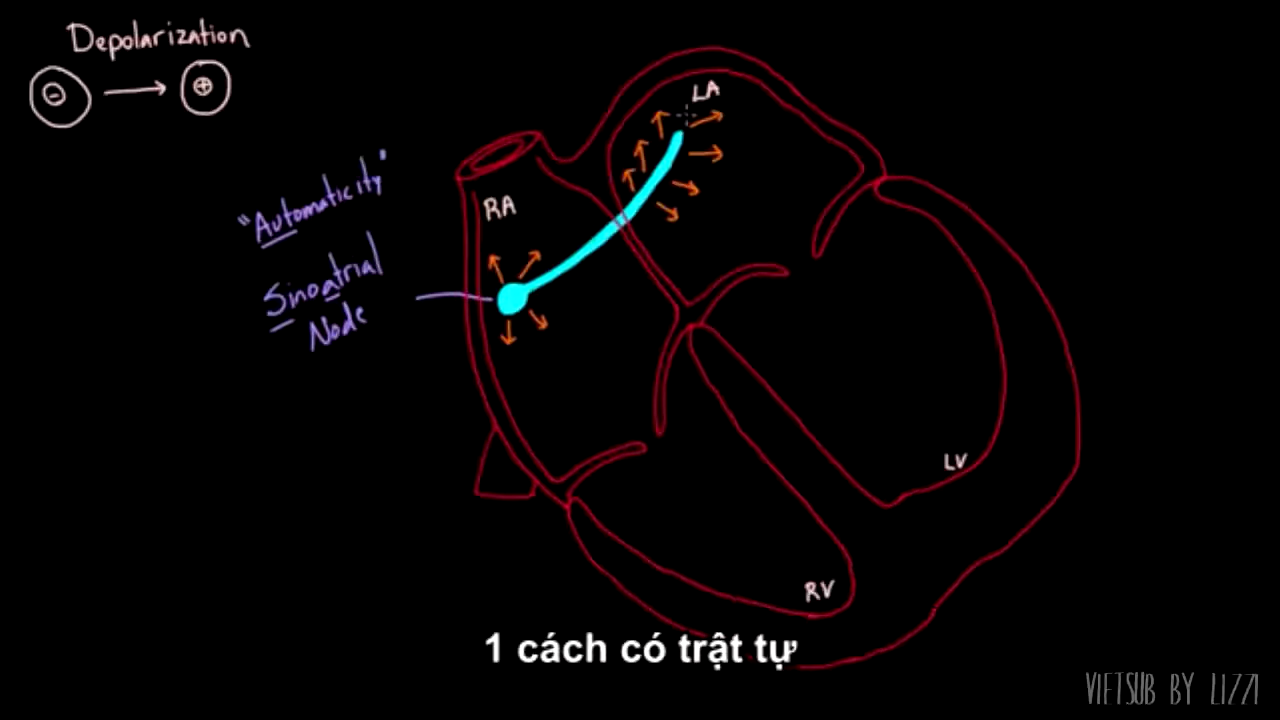 Depolarization
- → +
LA
"Automaticity"
RA
Sinoatrial
Node
LV
RV
1 cách có trật tự
VIETSUB BY LIZZI